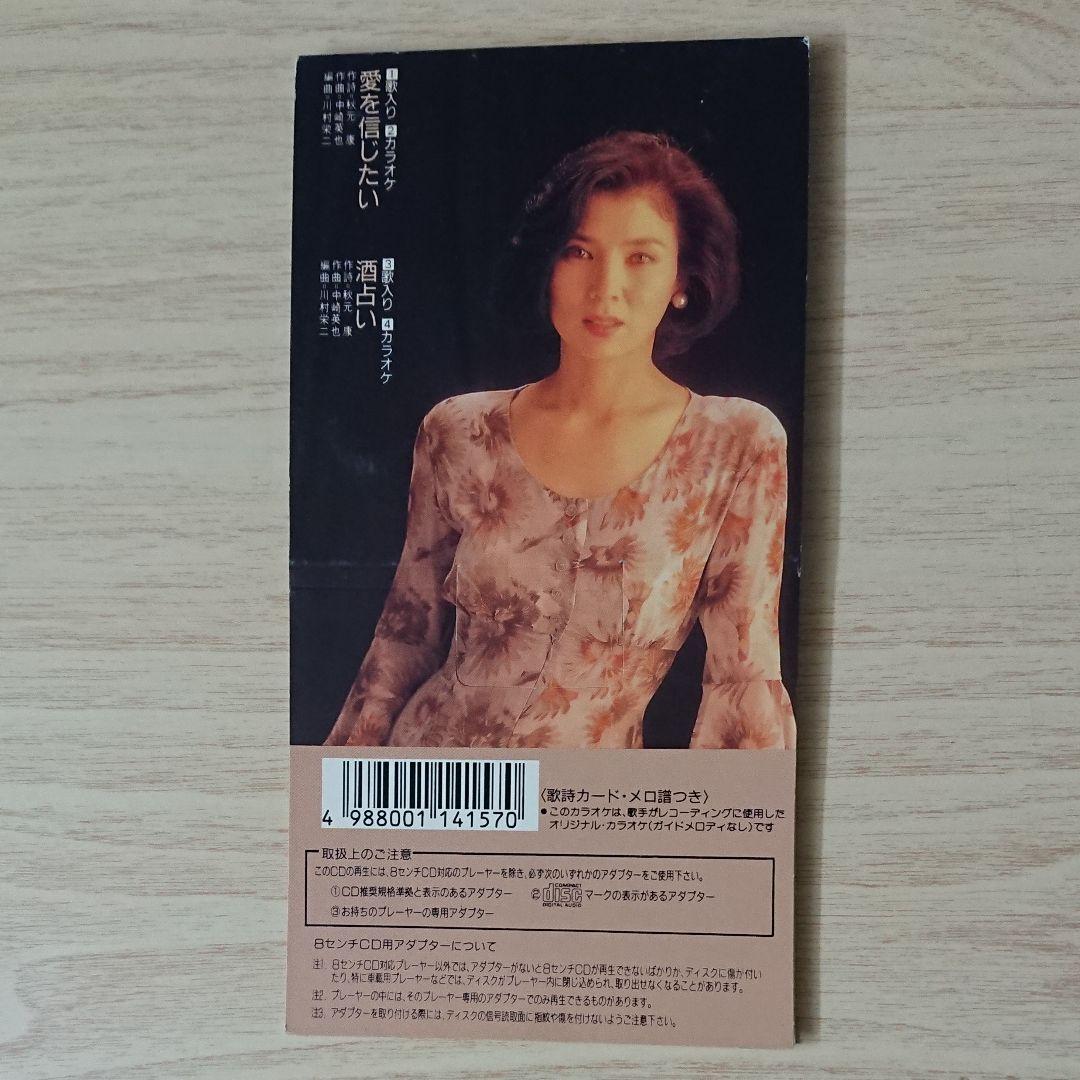 1歌入り 2カラオケ
愛を信じたい
作詩=秋元 康
作曲=中崎英也
編曲=川村栄二
3歌入り 4カラオケ
酒占い
作詩=秋元 康
作曲=中崎英也
編曲=川村栄二
4 988001 141570
〈歌詩カード・メロ譜つき〉
●このカラオケは、歌手がレコーディングに使用した
オリジナル・カラオケ(ガイドメロディなし)です
取扱上のご注意
このCDの再生には、8センチCD対応のプレーヤーを除き、必ず次のいずれかのアダプターをご使用下さい。
①CD推奨規格準拠と表示のあるアダプター ② COMPACT disc DIGITAL AUDIO マークの表示があるアダプター
③お持ちのプレーヤーの専用アダプター
8センチCD用アダプターについて
注1. 8センチCD対応プレーヤー以外では、アダプターがないと8センチCDが再生できないばかりか、ディスクに傷が付い
たり、特に車載用プレーヤーなどでは、ディスクがプレーヤー内に閉じ込められ、取り出せなくなることがあります。
注2. プレーヤーの中には、そのプレーヤー専用のアダプターでのみ再生できるものがあります。
注3. アダプターを取り付ける際には、ディスクの信号読取面に指紋や傷を付けないようご注意下さい。